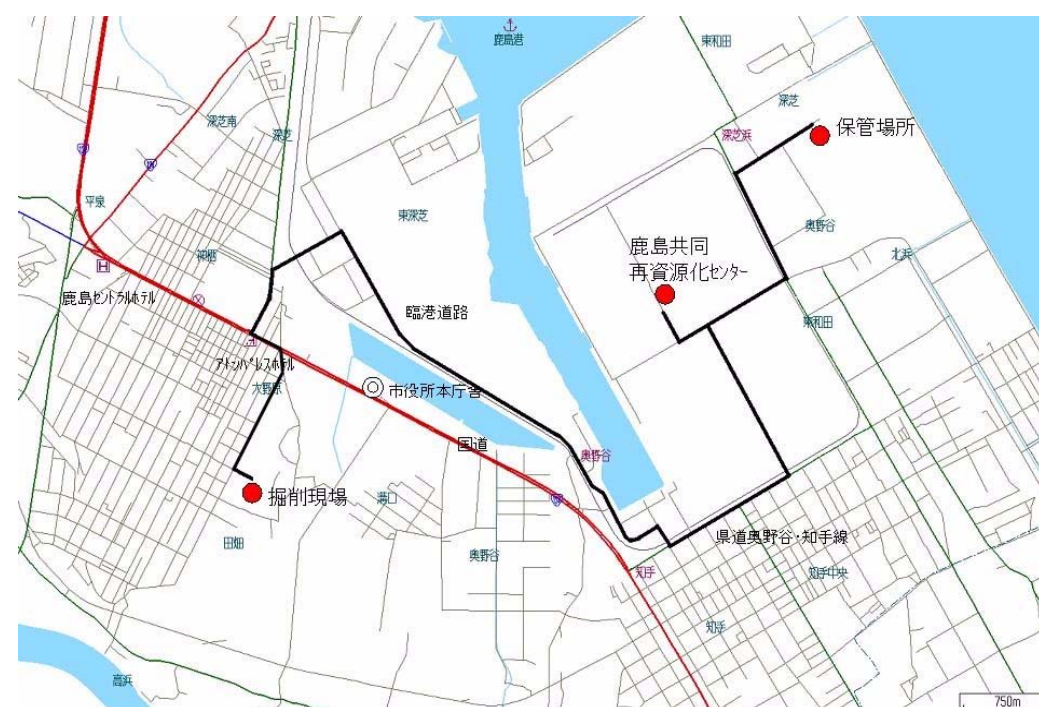 鹿島港
東和田
深芝
深芝南
深芝
深芝浜
保管場所
平泉
東深芝
奥野谷
神栖
鹿島共同
再資源化センター
北浜
鹿島セントラルホテル
臨港道路
東和田
アトンパレスホテル
大野原
市役所本庁舎
国道
奥野谷
掘削現場
溝口
県道奥野谷・知手線
田畑
奥野谷
知手
知手中央
知手
高浜
750m